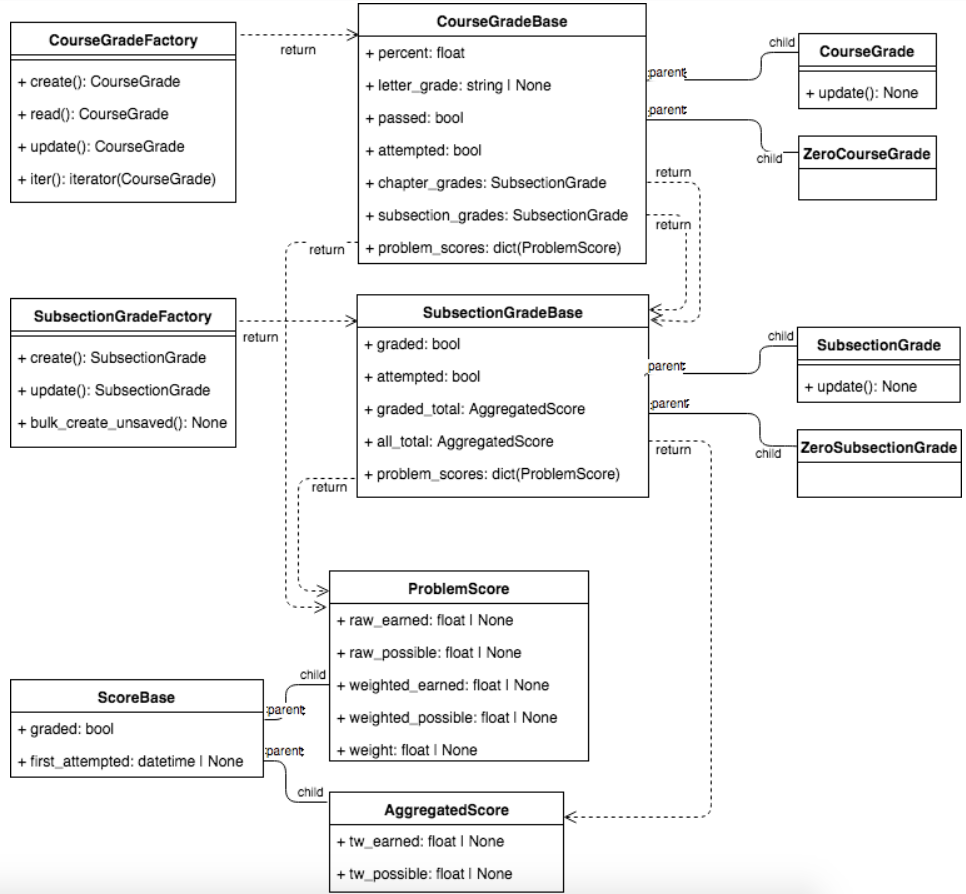 CourseGradeFactory
+ create(): CourseGrade
+ read(): CourseGrade
+ update(): CourseGrade
+ iter(): iterator(CourseGrade)
return
CourseGradeBase
+ percent: float
+ letter_grade: string | None
+ passed: bool
+ attempted: bool
+ chapter_grades: SubsectionGrade
+ subsection_grades: SubsectionGrade
+ problem_scores: dict(ProblemScore)
parent
child
CourseGrade
+ update(): None
parent
child
ZeroCourseGrade
return
return
return
SubsectionGradeFactory
+ create(): SubsectionGrade
+ update(): SubsectionGrade
+ bulk_create_unsaved(): None
return
SubsectionGradeBase
+ graded: bool
+ attempted: bool
+ graded_total: AggregatedScore
+ all_total: AggregatedScore
+ problem_scores: dict(ProblemScore)
parent
child
SubsectionGrade
+ update(): None
parent
child
ZeroSubsectionGrade
return
return
ProblemScore
+ raw_earned: float | None
+ raw_possible: float | None
+ weighted_earned: float | None
+ weighted_possible: float | None
+ weight: float | None
ScoreBase
+ graded: bool
+ first_attempted: datetime | None
child
parent
parent
child
AggregatedScore
+ tw_earned: float | None
+ tw_possible: float | None